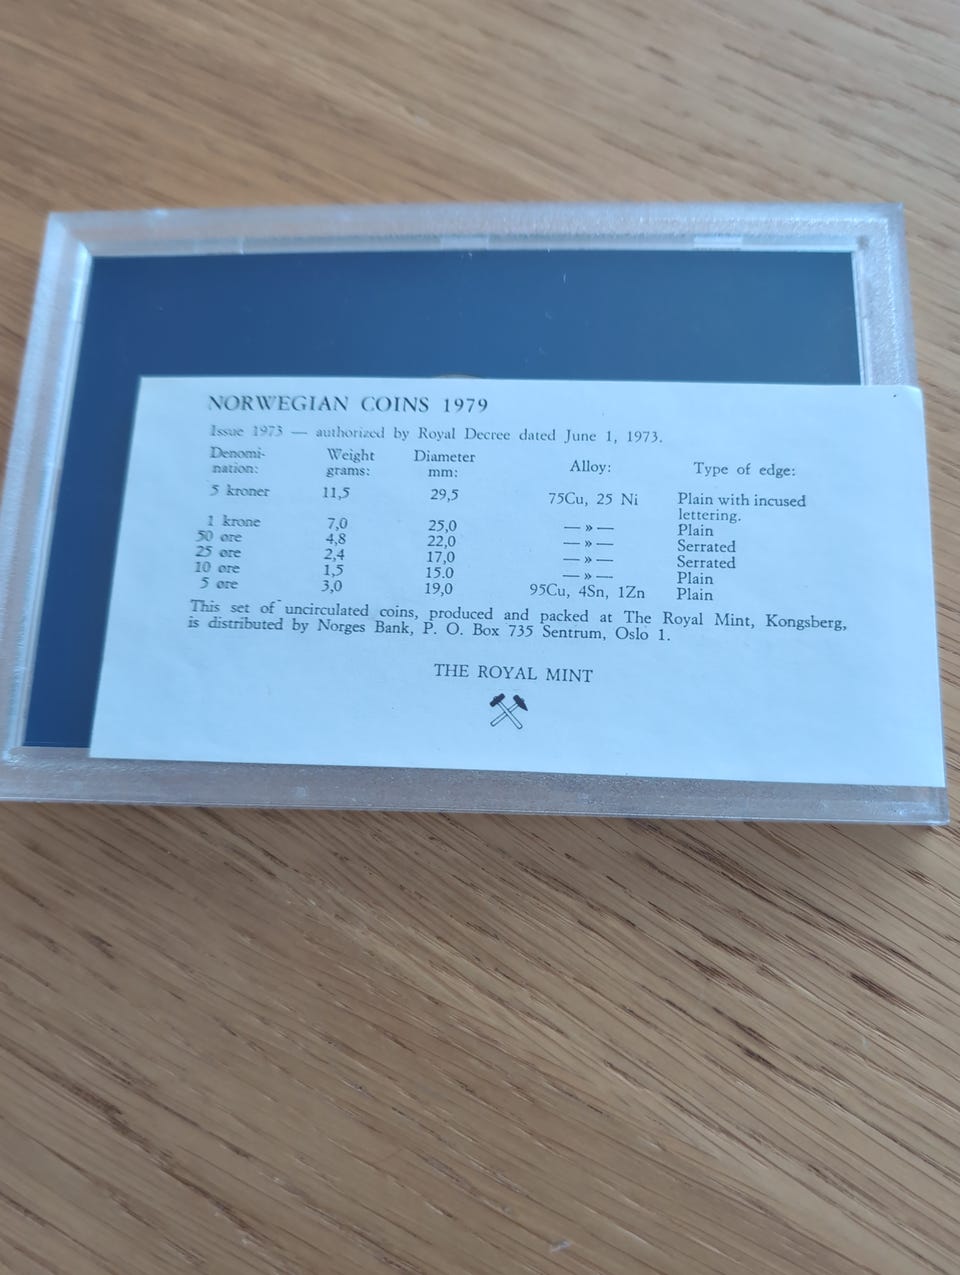 NORWEGIAN COINS 1979
Issue 1973 — authorized by Royal Decree dated June 1, 1973.
Denomi- Weight Diameter Alloy: Type of edge:
nation: grams: mm:
5 kroner 11,5 29,5 75Cu, 25 Ni Plain with incused
lettering.
1 krone 7,0 25,0 — » — Plain
50 øre 4,8 22,0 — » — Serrated
25 øre 2,4 17,0 — » — Serrated
10 øre 1,5 15.0 — » — Plain
5 øre 3,0 19,0 95Cu, 4Sn, 1Zn Plain
This set of uncirculated coins, produced and packed at The Royal Mint, Kongsberg,
is distributed by Norges Bank, P. O. Box 735 Sentrum, Oslo 1.
THE ROYAL MINT